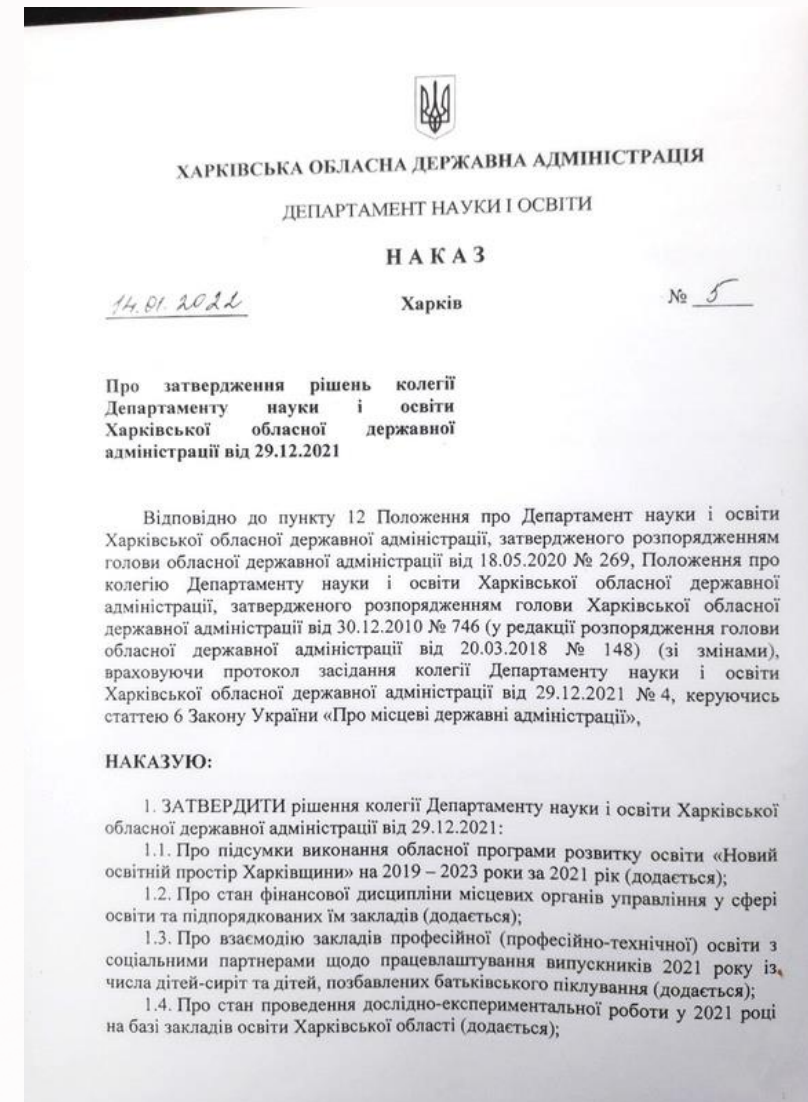 ХАРКІВСЬКА ОБЛАСНА ДЕРЖАВНА АДМІНІСТРАЦІЯ
ДЕПАРТАМЕНТ НАУКИ І ОСВІТИ
НАКАЗ
14.01.2022 Харків № 5
Про затвердження рішень колегії
Департаменту науки і освіти
Харківської обласної державної
адміністрації від 29.12.2021
Відповідно до пункту 12 Положення про Департамент науки і освіти
Харківської обласної державної адміністрації, затвердженого розпорядженням
голови обласної державної адміністрації від 18.05.2020 № 269, Положення про
колегію Департаменту науки і освіти Харківської обласної державної
адміністрації, затвердженого розпорядженням голови Харківської обласної
державної адміністрації від 30.12.2010 № 746 (у редакції розпорядження голови
обласної державної адміністрації від 20.03.2018 № 148) (зі змінами),
враховуючи протокол засідання колегії Департаменту науки і освіти
Харківської обласної державної адміністрації від 29.12.2021 № 4, керуючись
статтею 6 Закону України «Про місцеві державні адміністрації»,
НАКАЗУЮ:
1. ЗАТВЕРДИТИ рішення колегії Департаменту науки і освіти Харківської
обласної державної адміністрації від 29.12.2021:
1.1. Про підсумки виконання обласної програми розвитку освіти «Новий
освітній простір Харківщини» на 2019 – 2023 роки за 2021 рік (додається);
1.2. Про стан фінансової дисципліни місцевих органів управління у сфері
освіти та підпорядкованих їм закладів (додається);
1.3. Про взаємодію закладів професійної (професійно-технічної) освіти з
соціальними партнерами щодо працевлаштування випускників 2021 року із
числа дітей-сиріт та дітей, позбавлених батьківського піклування (додається);
1.4. Про стан проведення дослідно-експериментальної роботи у 2021 році
на базі закладів освіти Харківської області (додається);